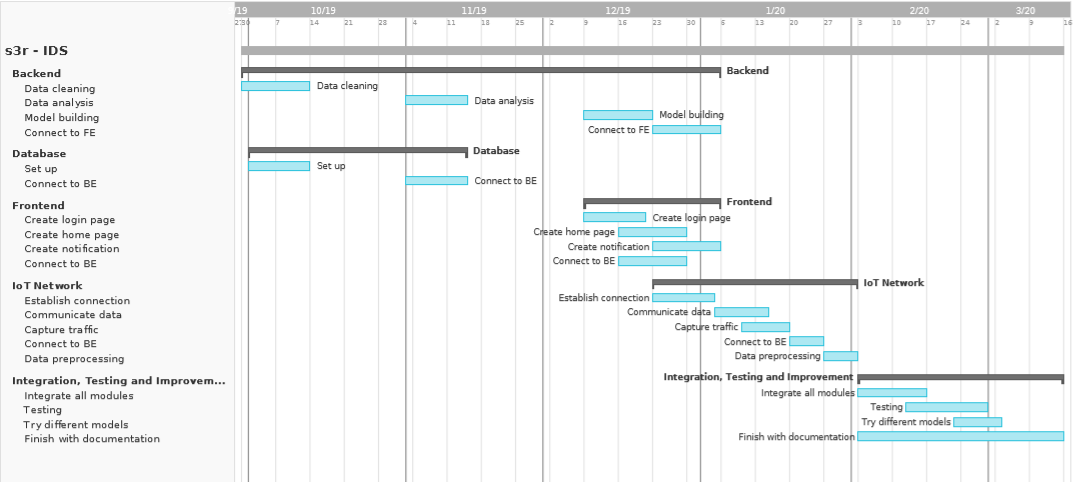 /19 10/19 11/19 12/19 1/20 2/20 3/20
30 7 14 21 28 4 11 18 25 2 9 16 23 30 6 13 20 27 3 10 17 24 2 9 16
s3r - IDS
Backend Backend
Data cleaning Data cleaning
Data analysis Data analysis
Model building Model building
Connect to FE Connect to FE
Database Database
Set up Set up
Connect to BE Connect to BE
Frontend Frontend
Create login page Create login page
Create home page Create home page
Create notification Create notification
Connect to BE Connect to BE
IoT Network IoT Network
Establish connection Establish connection
Communicate data Communicate data
Capture traffic Capture traffic
Connect to BE Connect to BE
Data preprocessing Data preprocessing
Integration, Testing and Improvem... Integration, Testing and Improvement
Integrate all modules Integrate all modules
Testing Testing
Try different models Try different models
Finish with documentation Finish with documentation